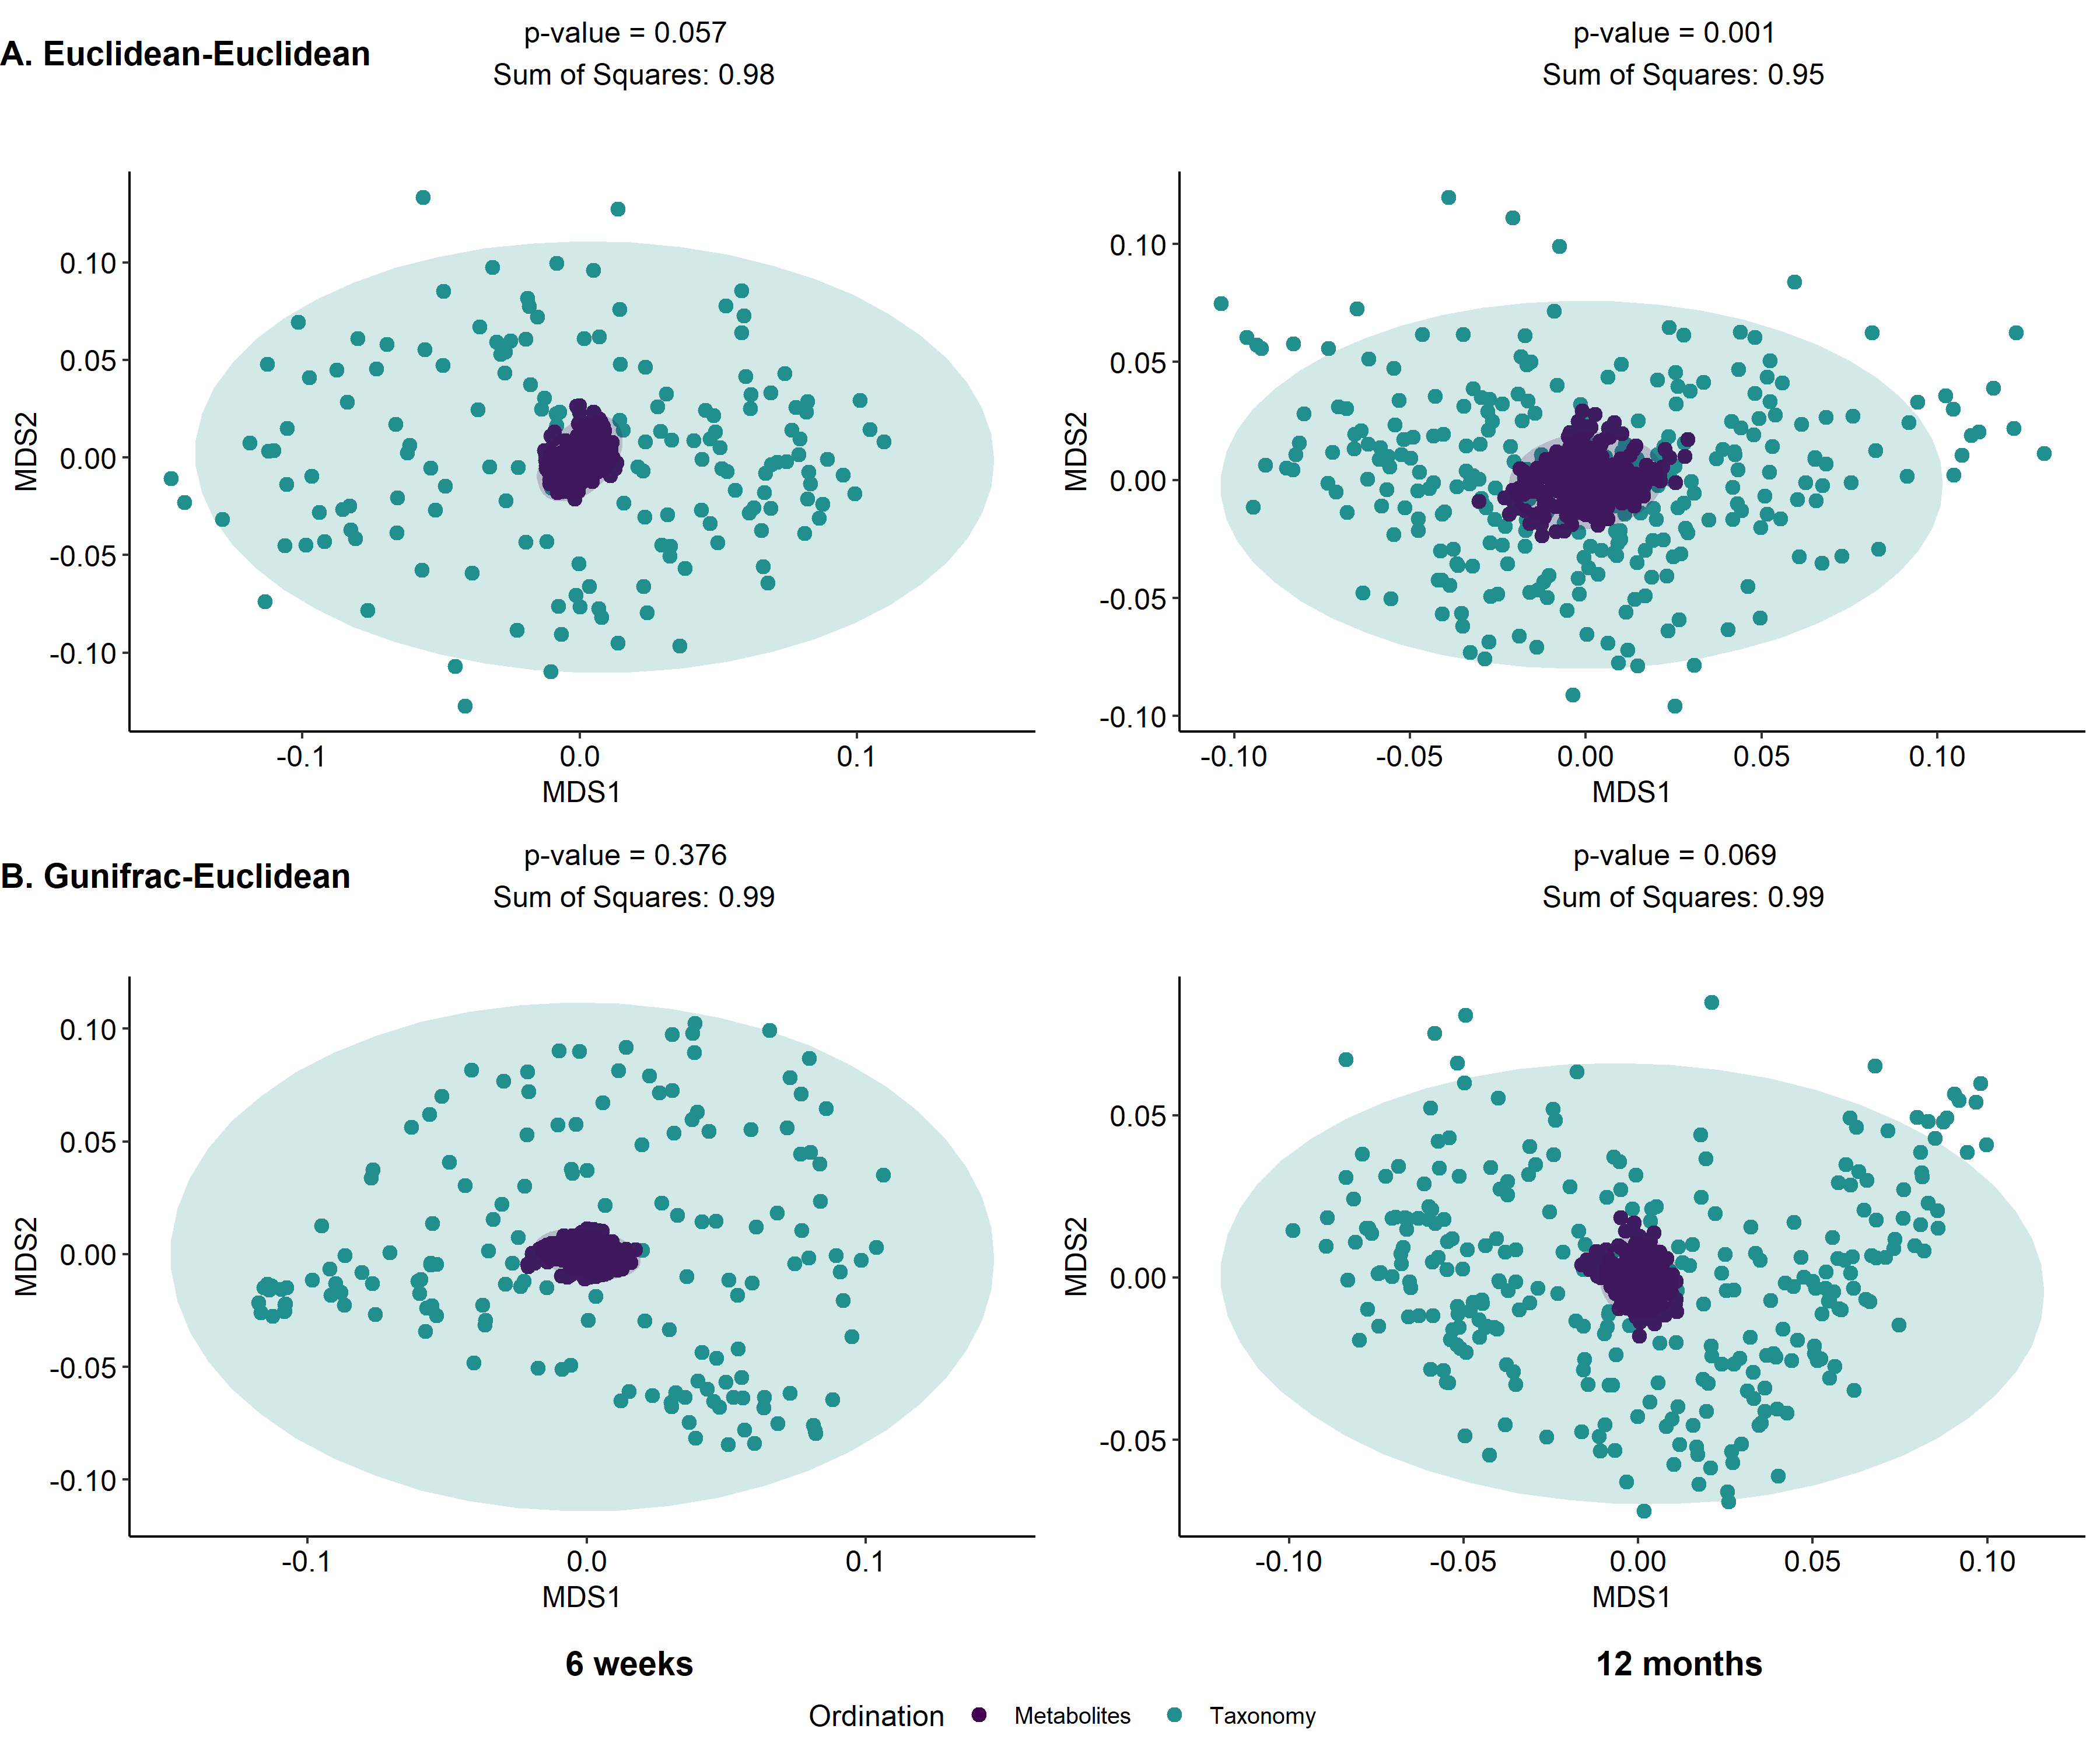 A. Euclidean-Euclidean
p-value = 0.057
Sum of Squares: 0.98
p-value = 0.001
Sum of Squares: 0.95
MDS2
0.10
0.05
0.00
-0.05
-0.10
-0.1 0.0 0.1
MDS1
MDS2
0.10
0.05
0.00
-0.05
-0.10
-0.10 -0.05 0.00 0.05 0.10
MDS1
B. Gunifrac-Euclidean
p-value = 0.376
Sum of Squares: 0.99
p-value = 0.069
Sum of Squares: 0.99
MDS2
0.10
0.05
0.00
-0.05
-0.10
-0.1 0.0 0.1
MDS1
MDS2
0.05
0.00
-0.05
-0.10 -0.05 0.00 0.05 0.10
MDS1
6 weeks
12 months
Ordination Metabolites Taxonomy